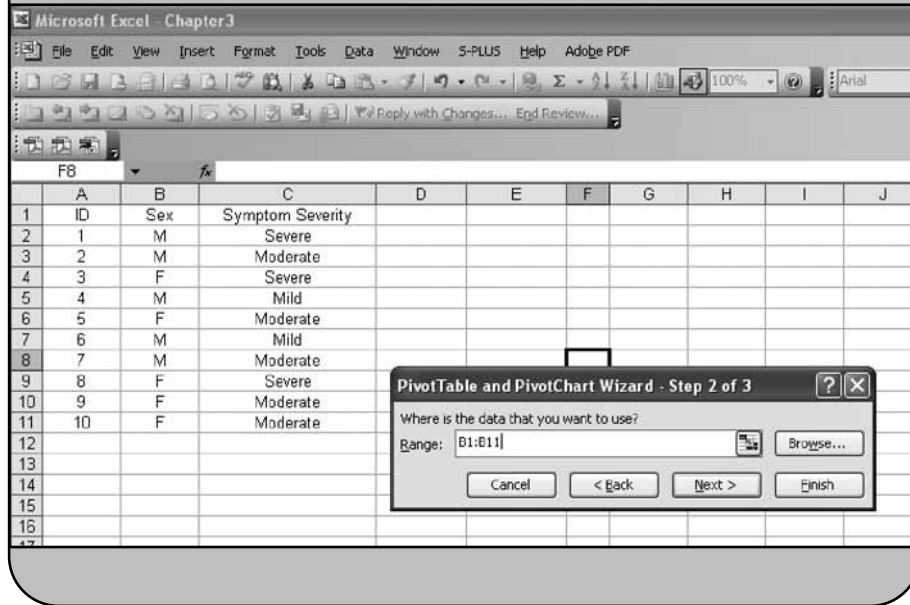 Microsoft Excel - Chapter3
File Edit View Insert Format Tools Data Window S-PLUS Help Adobe PDF
100% Arial
Reply with Changes... End Review...
F8 fx
A B C D E F G H I J
1 ID Sex Symptom Severity
2 1 M Severe
3 2 M Moderate
4 3 F Severe
5 4 M Mild
6 5 F Moderate
7 6 M Mild
8 7 M Moderate
9 8 F Severe
10 9 F Moderate
11 10 F Moderate
12
13
14
15
16
17
PivotTable and PivotChart Wizard - Step 2 of 3
Where is the data that you want to use?
Range: B1:B11 Browse...
Cancel < Back Next > Finish